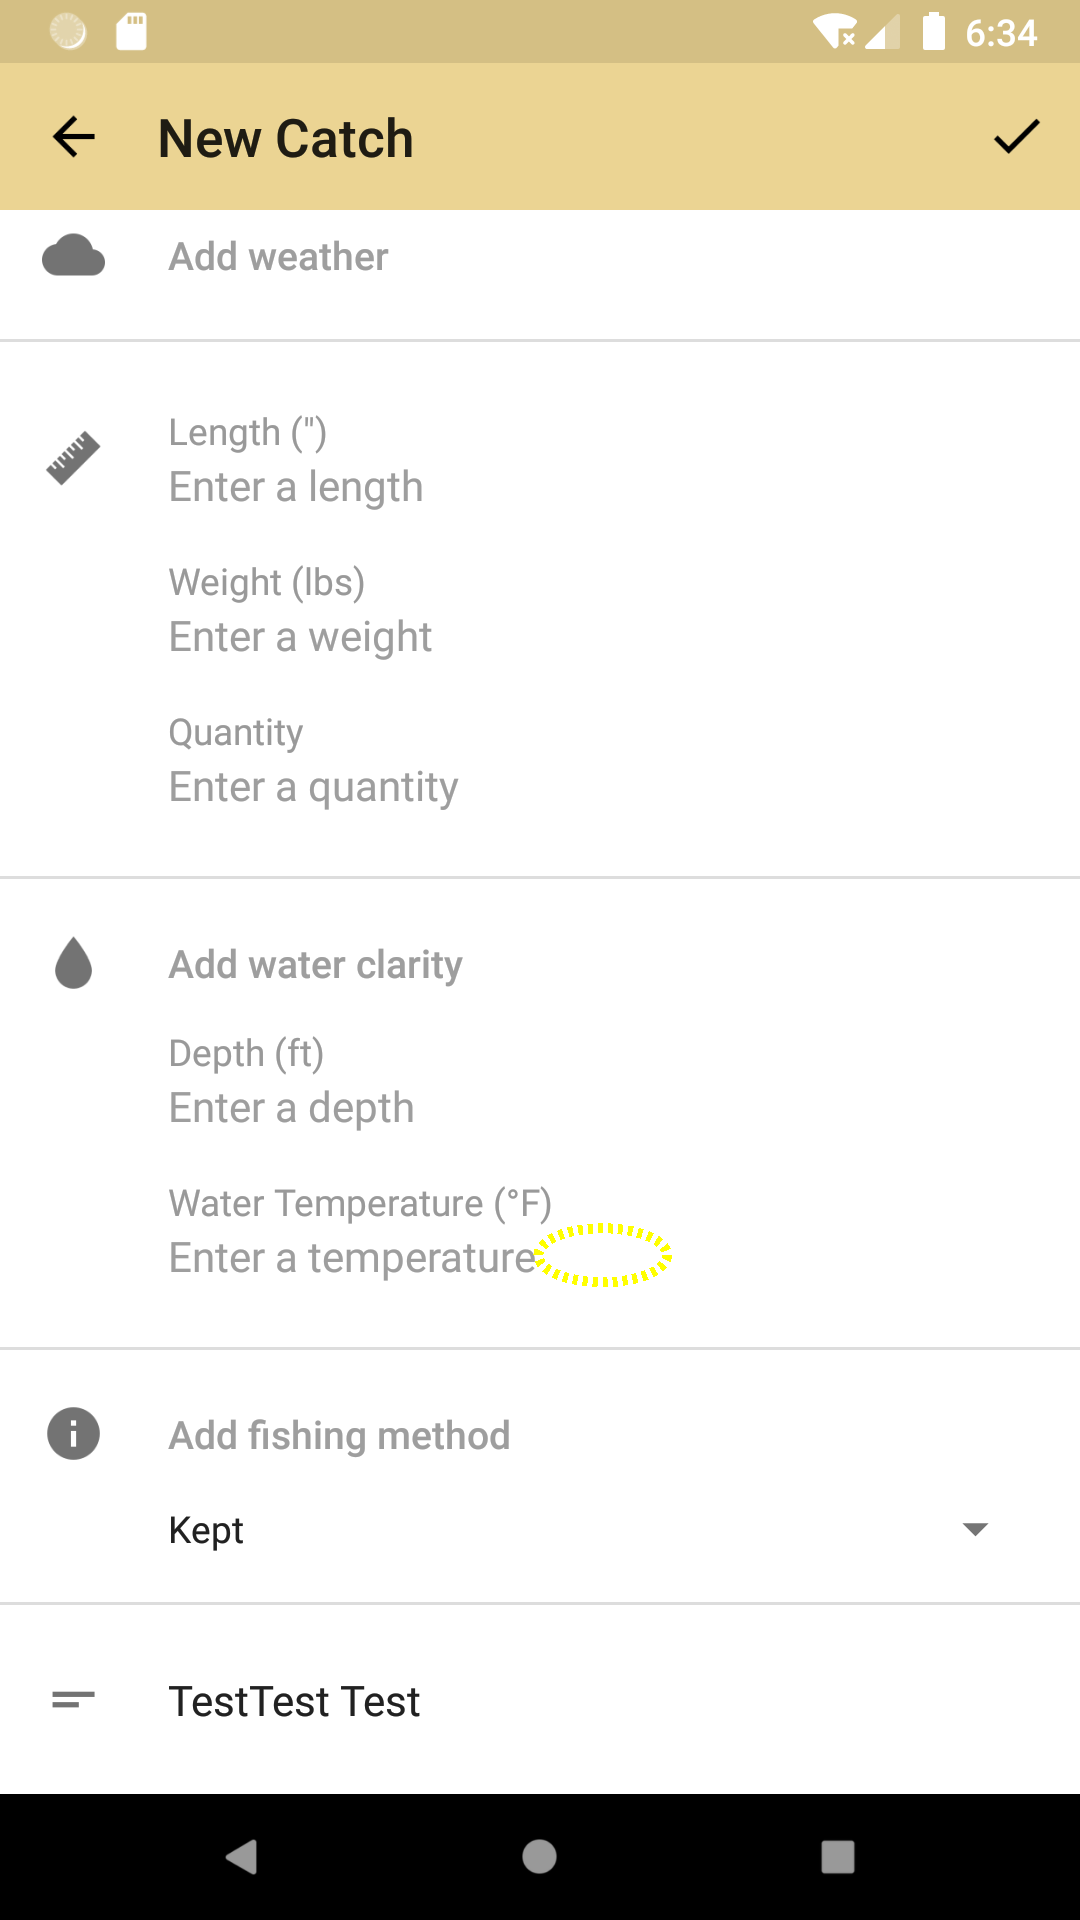 6:34
New Catch
Add weather
Length (")
Enter a length
Weight (lbs)
Enter a weight
Quantity
Enter a quantity
Add water clarity
Depth (ft)
Enter a depth
Water Temperature (°F)
Enter a temperature
Add fishing method
Kept
TestTest Test